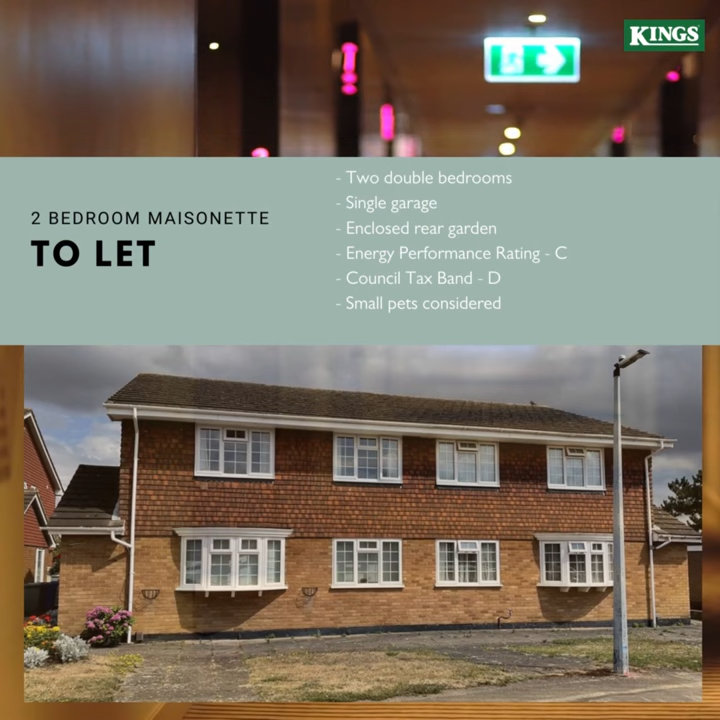 KINGS
2 BEDROOM MAISONETTE
TO LET
- Two double bedrooms
- Single garage
- Enclosed rear garden
- Energy Performance Rating - C
- Council Tax Band - D
- Small pets considered